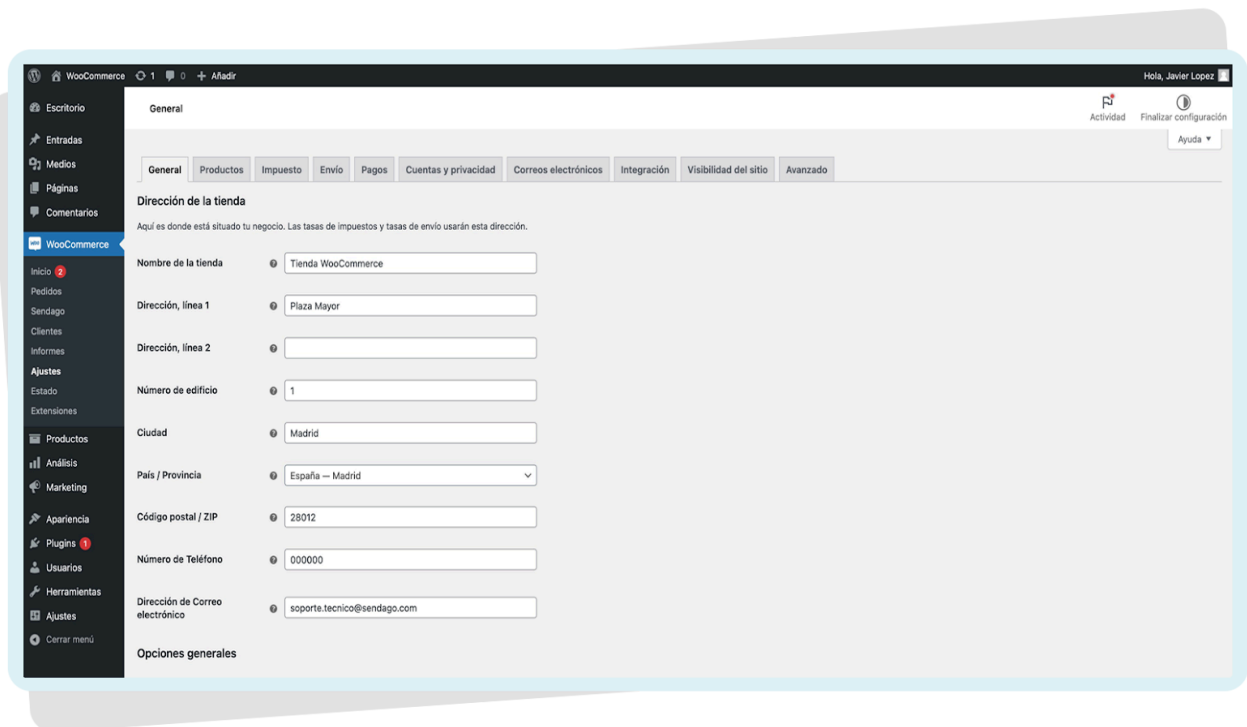 WooCommerce 1 0 + Añadir Hola, Javier Lopez
Escritorio
Entradas
Medios
Páginas
Comentarios
WooCommerce
Inicio 2
Pedidos
Sendago
Clientes
Informes
Ajustes
Estado
Extensiones
Productos
Análisis
Marketing
Apariencia
Plugins 1
Usuarios
Herramientas
Ajustes
Cerrar menú
General
Actividad Finalizar configuración
Ayuda
General Productos Impuesto Envío Pagos Cuentas y privacidad Correos electrónicos Integración Visibilidad del sitio Avanzado
Dirección de la tienda
Aquí es donde está situado tu negocio. Las tasas de impuestos y tasas de envío usarán esta dirección.
Nombre de la tienda Tienda WooCommerce
Dirección, línea 1 Plaza Mayor
Dirección, línea 2
Número de edificio 1
Ciudad Madrid
País / Provincia España — Madrid
Código postal / ZIP 28012
Número de Teléfono 000000
Dirección de Correo
electrónico soporte.tecnico@sendago.com
Opciones generales